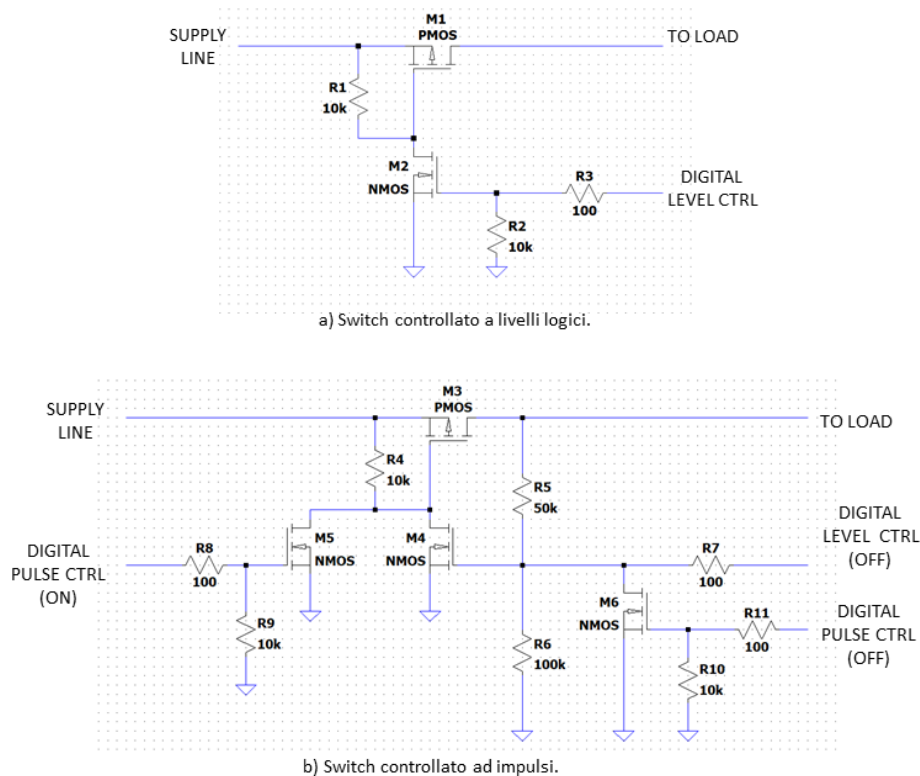 M1
PMOS
SUPPLY
LINE
TO LOAD
R1
10k
M2
NMOS
R3
100
DIGITAL
LEVEL CTRL
R2
10k
a) Switch controllato a livelli logici.
M3
PMOS
SUPPLY
LINE
TO LOAD
R4
10k
R5
50k
DIGITAL
PULSE CTRL
(ON)
R8
100
M5
NMOS
M4
NMOS
R7
100
DIGITAL
LEVEL CTRL
(OFF)
R9
10k
R6
100k
M6
NMOS
R11
100
DIGITAL
PULSE CTRL
(OFF)
R10
10k
b) Switch controllato ad impulsi.